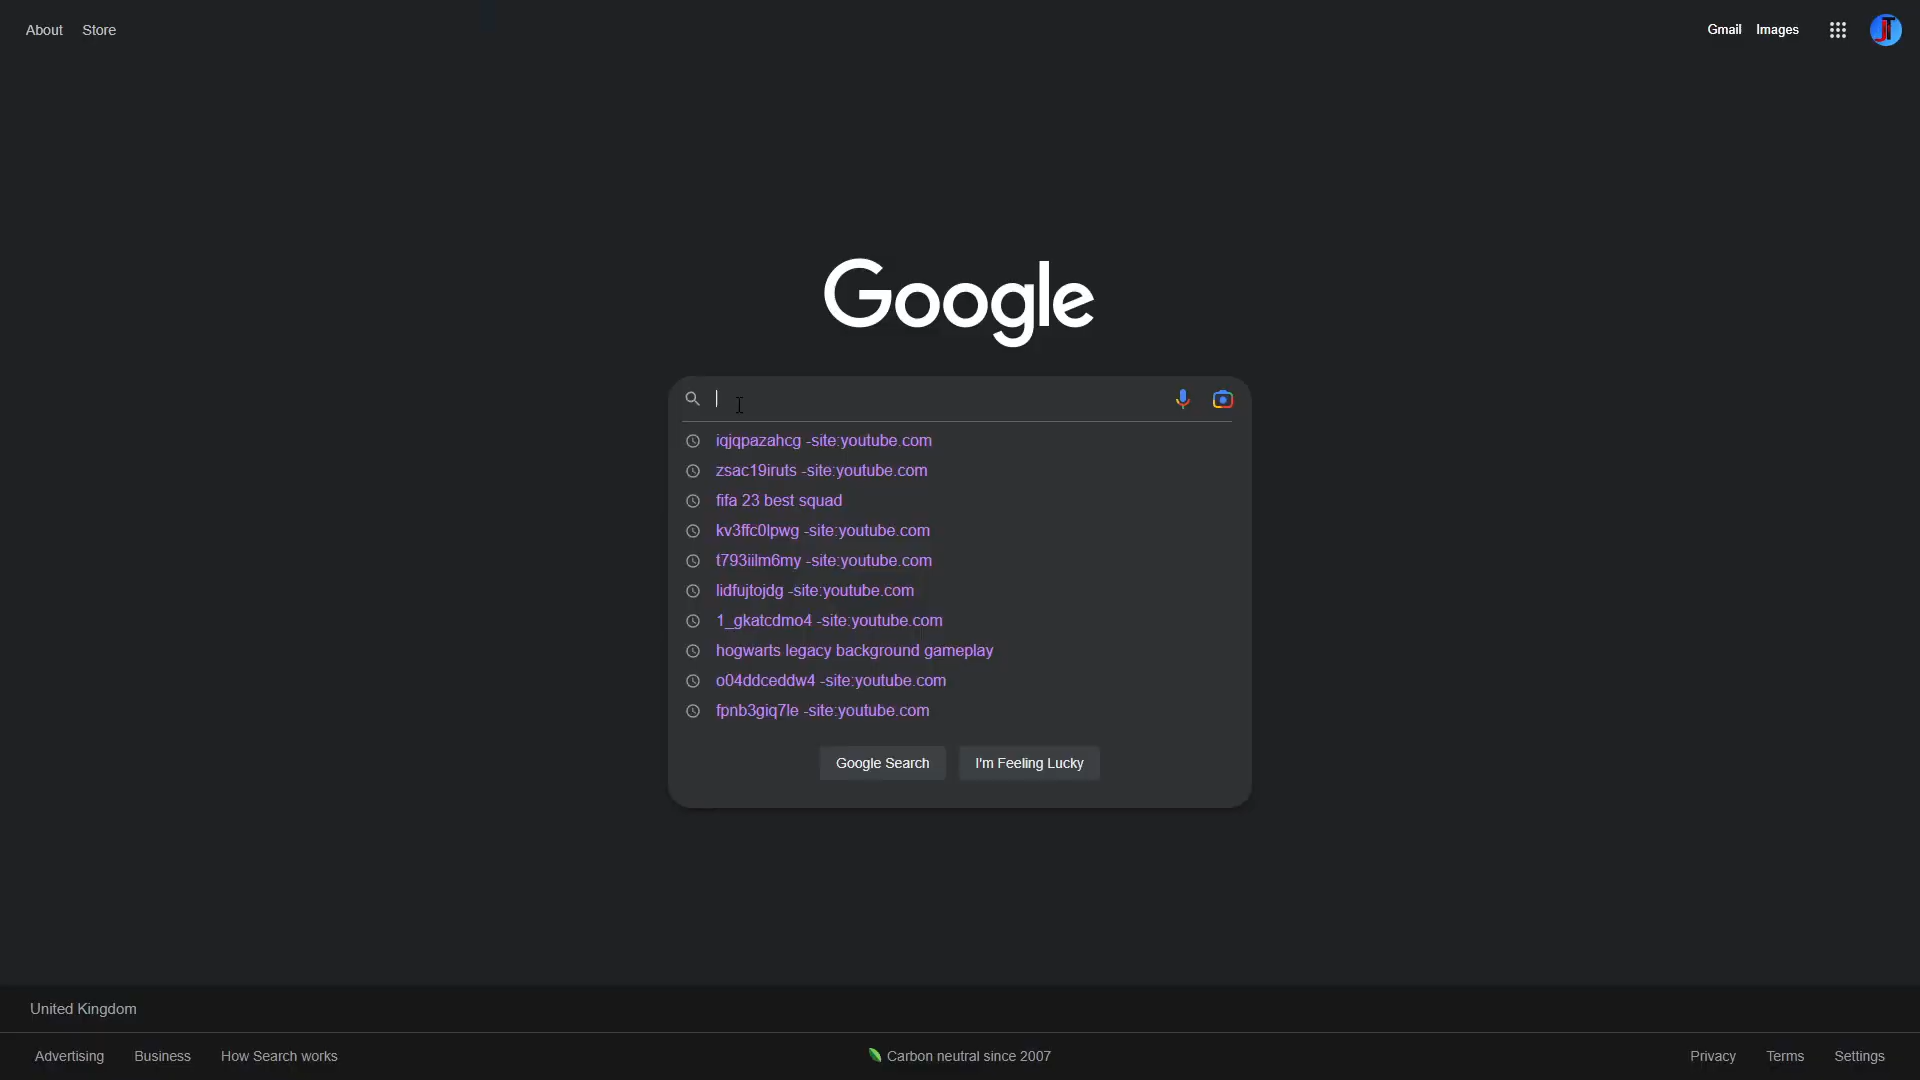 About Store Gmail Images
Google
iqjqpazahcg -site:youtube.com
zsac19iruts -site:youtube.com
fifa 23 best squad
kv3ffc0lpwg -site:youtube.com
t793iilm6my -site:youtube.com
lidfujtojdg -site:youtube.com
1_gkatcdmo4 -site:youtube.com
hogwarts legacy background gameplay
o04ddceddw4 -site:youtube.com
fpnb3giq7le -site:youtube.com
Google Search I'm Feeling Lucky
United Kingdom
Advertising Business How Search works Carbon neutral since 2007 Privacy Terms Settings